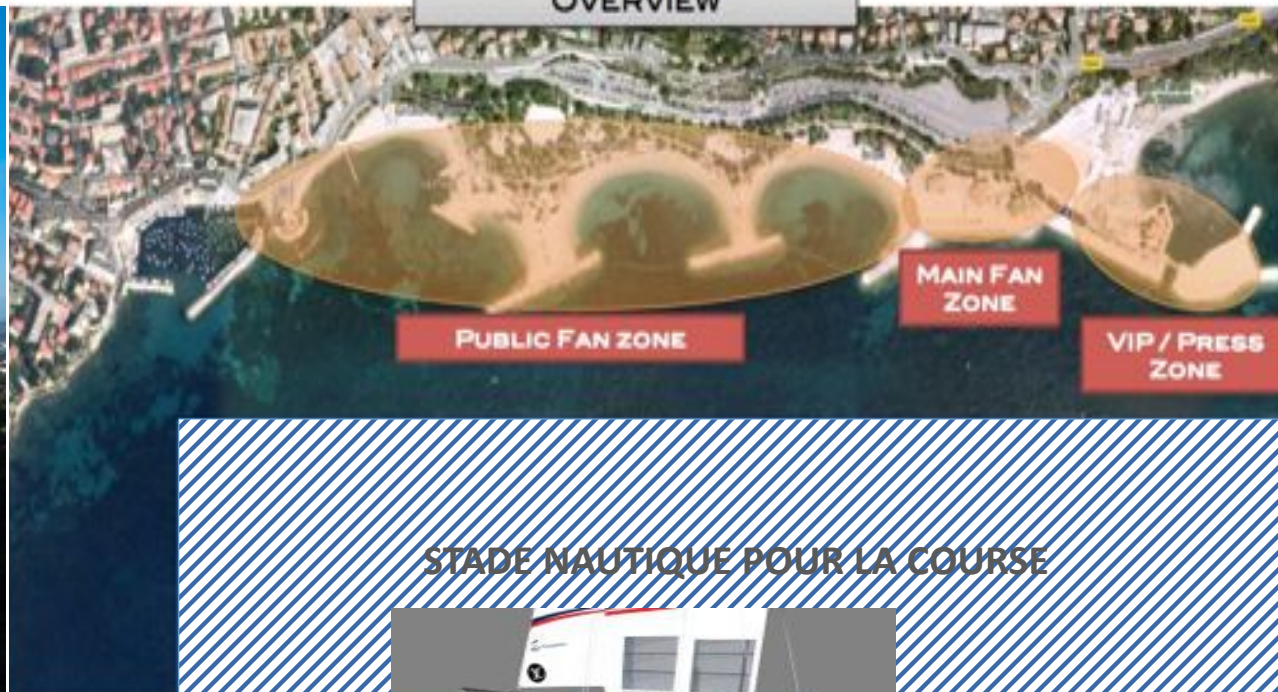 OVERVIEW
PUBLIC FAN ZONE
MAIN FAN
ZONE
VIP / PRESS
ZONE
STADE NAUTIQUE POUR LA COURSE